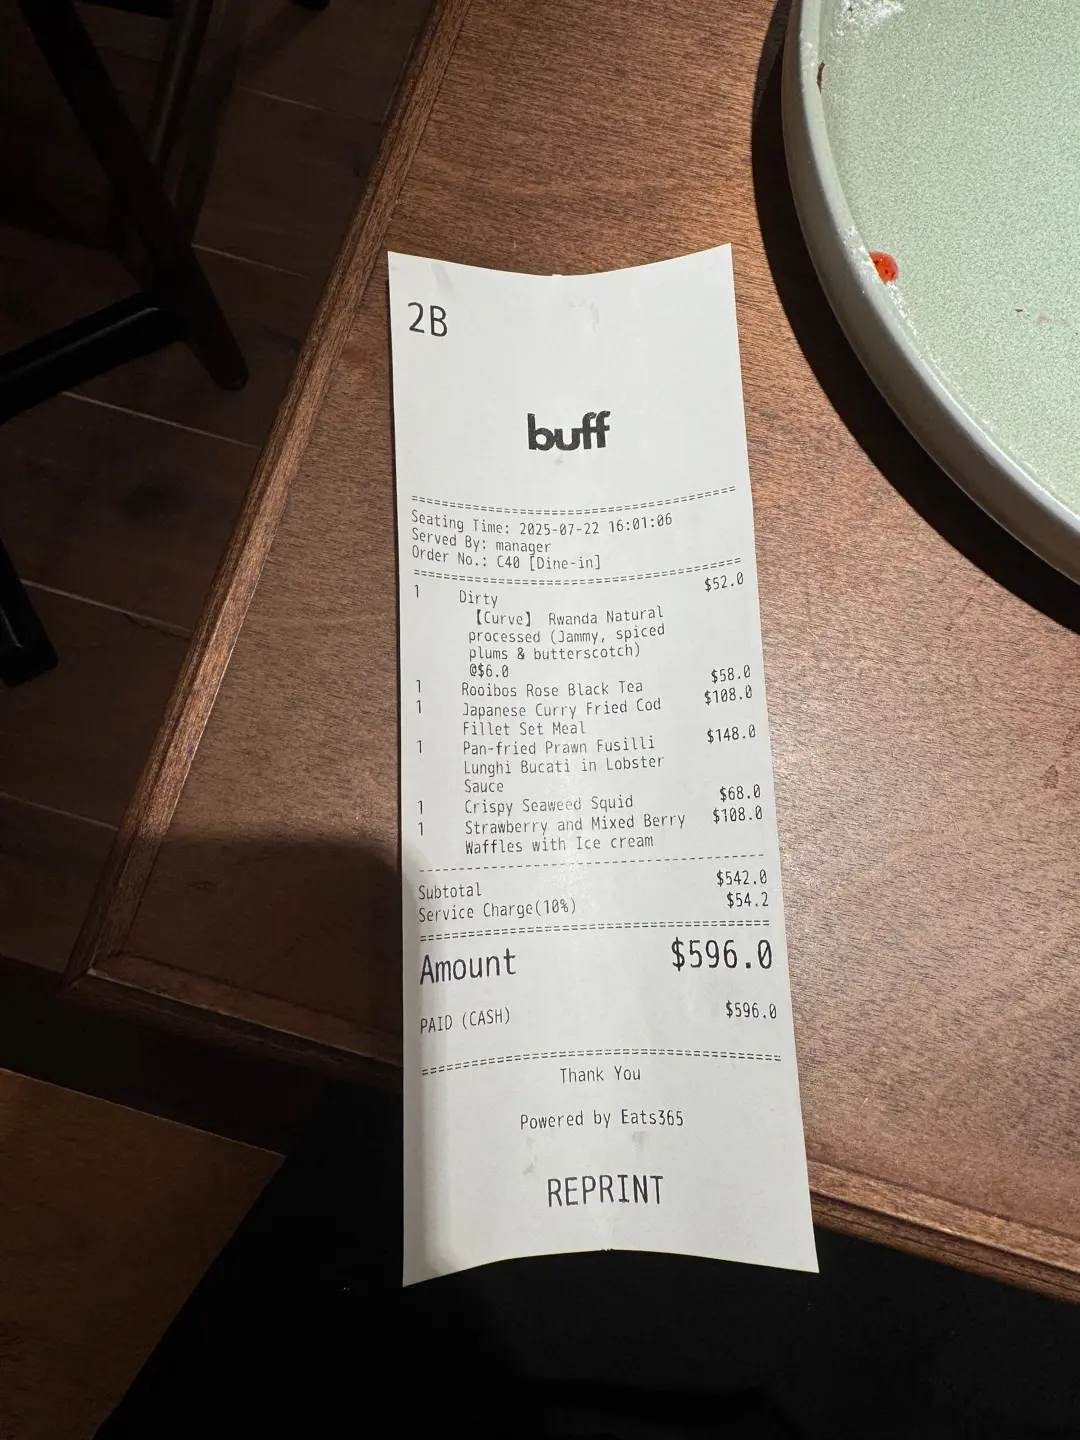 2B
buff
================================================
Seating Time: 2025-07-22 16:01:06
Served By: manager
Order No.: C40 [Dine-in]
================================================
1 Dirty $52.0
【Curve】 Rwanda Natural
processed (Jammy, spiced
plums & butterscotch)
@$6.0
1 Rooibos Rose Black Tea $58.0
1 Japanese Curry Fried Cod $108.0
Fillet Set Meal
1 Pan-fried Prawn Fusilli $148.0
Lunghi Bucati in Lobster
Sauce
1 Crispy Seaweed Squid $68.0
1 Strawberry and Mixed Berry $108.0
Waffles with Ice cream
------------------------------------------------
Subtotal $542.0
Service Charge(10%) $54.2
================================================
Amount $596.0
PAID (CASH) $596.0
================================================
Thank You
Powered by Eats365
REPRINT